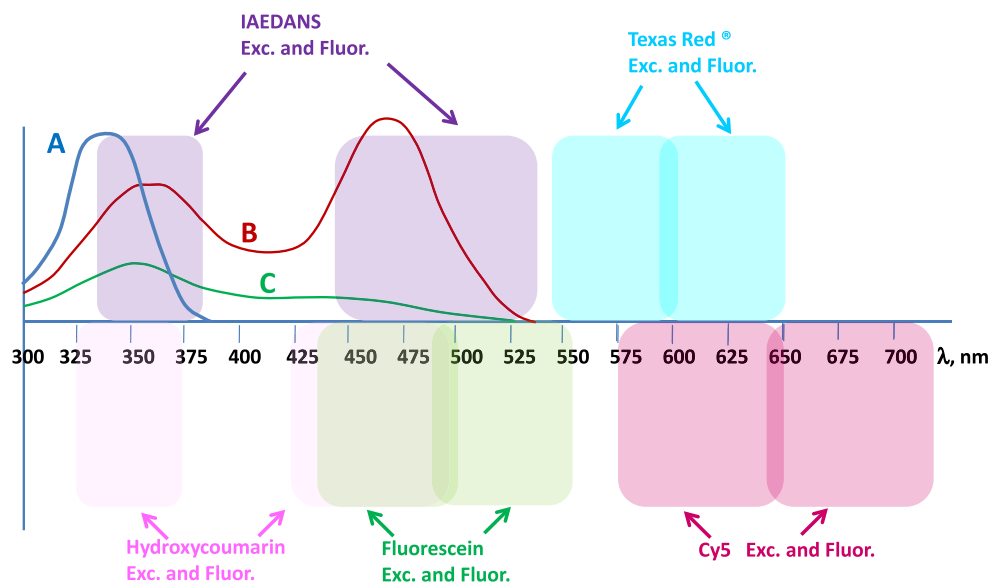 IAEDANS
Exc. and Fluor.
Texas Red ®
Exc. and Fluor.
A
B
C
300 325 350 375 400 425 450 475 500 525 550 575 600 625 650 675 700 λ, nm
Hydroxycoumarin
Exc. and Fluor.
Fluorescein
Exc. and Fluor.
Cy5 Exc. and Fluor.